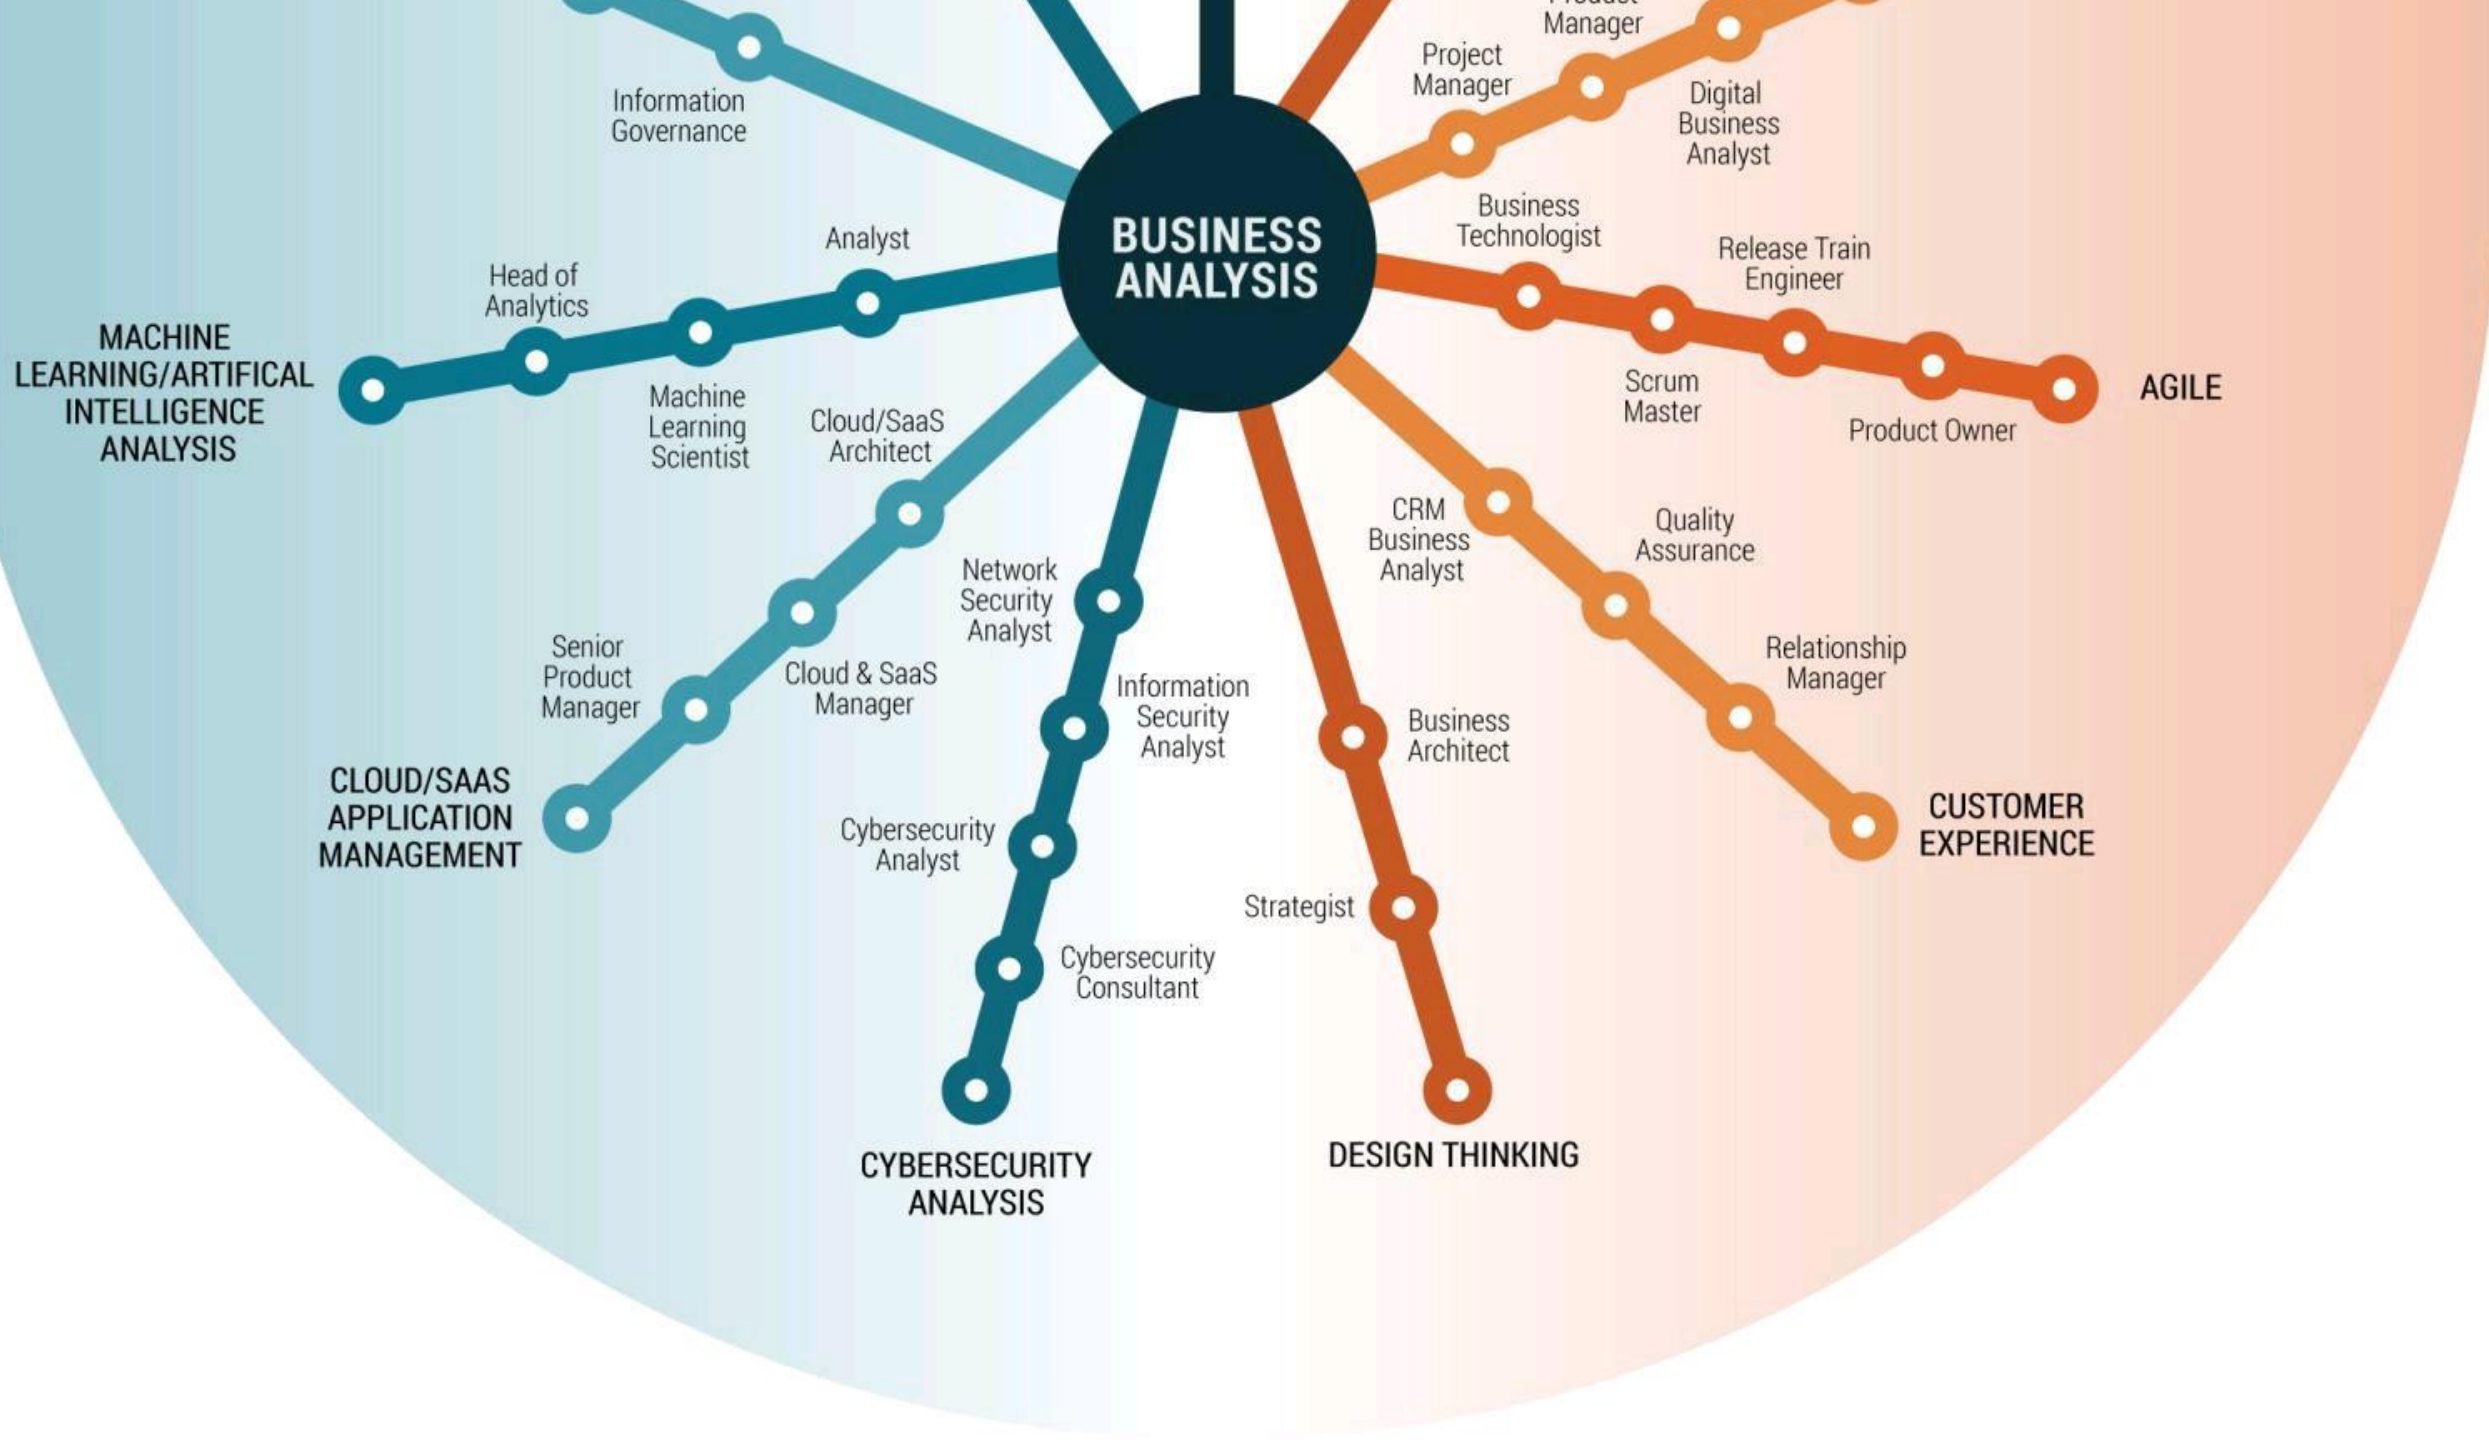 Manager
Project
Manager
Digital
Business
Analyst
Information
Governance
BUSINESS
ANALYSIS
Business
Technologist
Release Train
Engineer
Scrum
Master
Product Owner
AGILE
Analyst
Head of
Analytics
Machine
Learning
Scientist
MACHINE
LEARNING/ARTIFICAL
INTELLIGENCE
ANALYSIS
Cloud/SaaS
Architect
Cloud & SaaS
Manager
Senior
Product
Manager
CLOUD/SAAS
APPLICATION
MANAGEMENT
Network
Security
Analyst
Information
Security
Analyst
Cybersecurity
Analyst
Cybersecurity
Consultant
CYBERSECURITY
ANALYSIS
Business
Architect
Strategist
DESIGN THINKING
CRM
Business
Analyst
Quality
Assurance
Relationship
Manager
CUSTOMER
EXPERIENCE